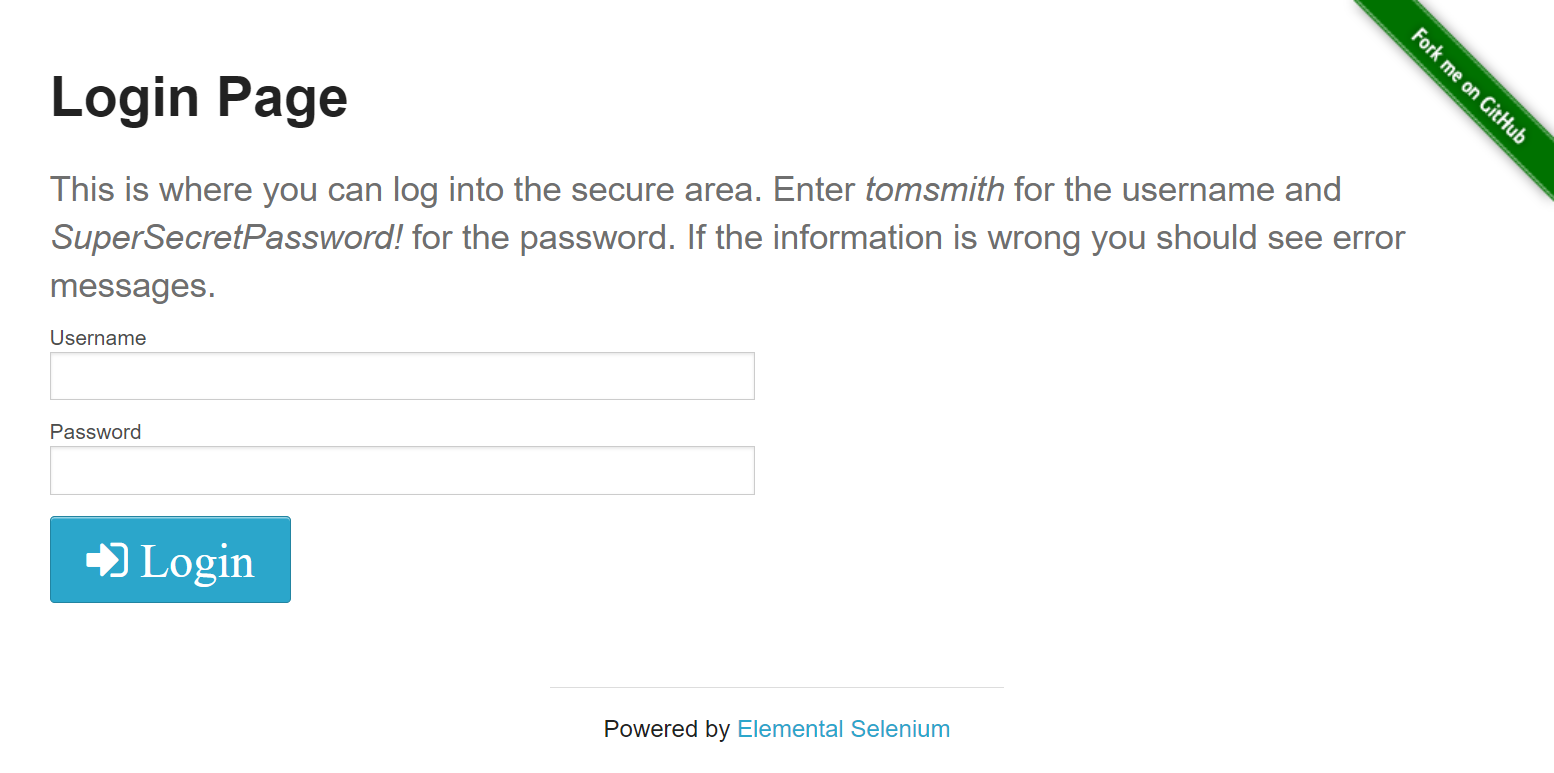 Fork me on GitHub
Login Page
This is where you can log into the secure area. Enter tomsmith for the username and
SuperSecretPassword! for the password. If the information is wrong you should see error
messages.
Username
Password
Login
Powered by Elemental Selenium